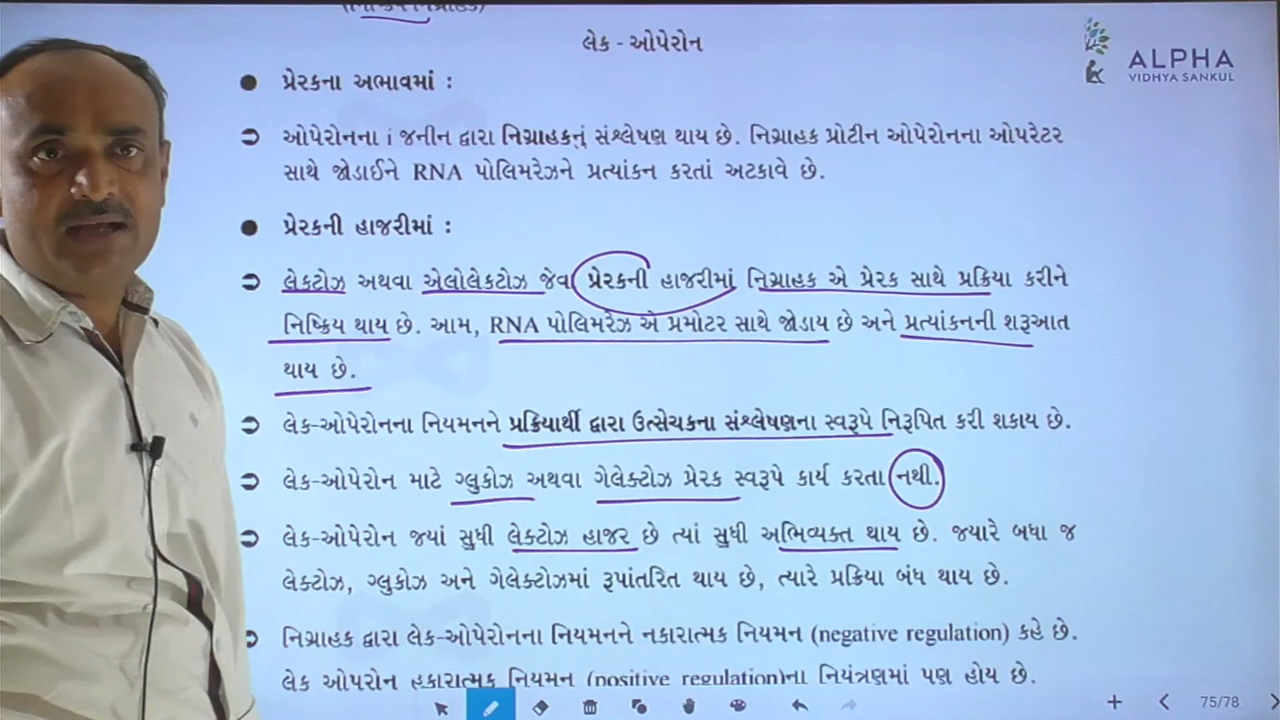 લેક - ઓપેરોન
ALPHA
VIDHYA SANKUL
● પ્રેરકના અભાવમાં :
ઓપેરોનના i જનીન દ્વારા નિગ્રાહકનું સંશ્લેષણ થાય છે. નિગ્રાહક પ્રોટીન ઓપેરોનના ઓપરેટર
સાથે જોડાઈને RNA પોલિમરેઝને પ્રત્યાંકન કરતાં અટકાવે છે.
● પ્રેરકની હાજરીમાં :
લેક્ટોઝ અથવા એલોલેક્ટોઝ જેવા પ્રેરકની હાજરીમાં નિગ્રાહક એ પ્રેરક સાથે પ્રક્રિયા કરીને
નિષ્ક્રિય થાય છે. આમ, RNA પોલિમરેઝ એ પ્રમોટર સાથે જોડાય છે અને પ્રત્યાંકનની શરૂઆત
થાય છે.
લેક-ઓપેરોનના નિયમનને પ્રક્રિયાર્થી દ્વારા ઉત્સેચકના સંશ્લેષણના સ્વરૂપે નિરૂપિત કરી શકાય છે.
લેક-ઓપેરોન માટે ગ્લુકોઝ અથવા ગેલેક્ટોઝ પ્રેરક સ્વરૂપે કાર્ય કરતા નથી.
લેક-ઓપેરોન જ્યાં સુધી લેક્ટોઝ હાજર છે ત્યાં સુધી અભિવ્યક્ત થાય છે. જ્યારે બધા જ
લેક્ટોઝ, ગ્લુકોઝ અને ગેલેક્ટોઝમાં રૂપાંતરિત થાય છે, ત્યારે પ્રક્રિયા બંધ થાય છે.
નિગ્રાહક દ્વારા લેક-ઓપેરોનના નિયમનને નકારાત્મક નિયમન (negative regulation) કહે છે.
લેક ઓપરોન હકારાત્મક નિયમન (positive regulation)ના નિયંત્રણમાં પણ હોય છે.
75/78